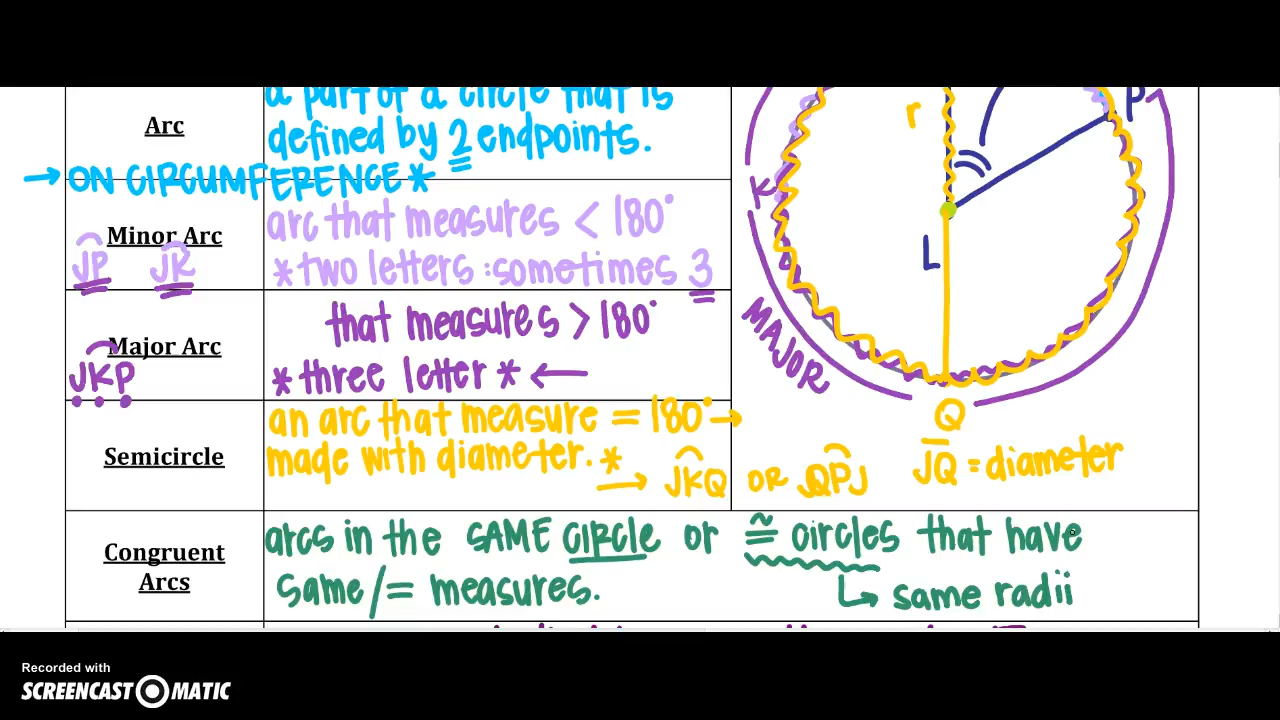 a part of a circle that is
Arc
defined by 2 endpoints.
→ ON CIRCUMFERENCE *
Minor Arc
arc that measures < 180°
JP JK
* two letters : sometimes 3
Major Arc
that measures > 180°
JKP
* three letter * ←
Semicircle
an arc that measure = 180° →
made with diameter. *
→ JKQ OR JQPJ
Congruent
Arcs
arcs in the SAME CIRCLE or ≅ circles that have
same/= measures.
↳ same radii
r
P
K
L
MAJOR
Q
JQ = diameter
Recorded with
SCREENCAST MATIC